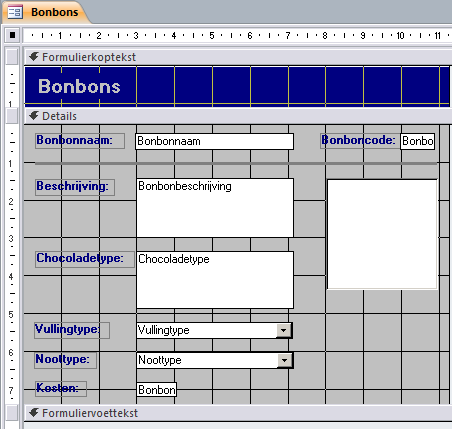 Bonbons
1 2 3 4 5 6 7 8 9 10 11
Formulierkoptekst
Bonbons
1
Details
Bonbonnaam: Bonbonnaam Bonboncode: Bonbo
1
Beschrijving: Bonbonbeschrijving
2
3
Chocoladetype: Chocoladetype
4
5
Vullingtype: Vullingtype
6
Noottype: Noottype
7
Kosten: Bonbon
Formuliervoettekst